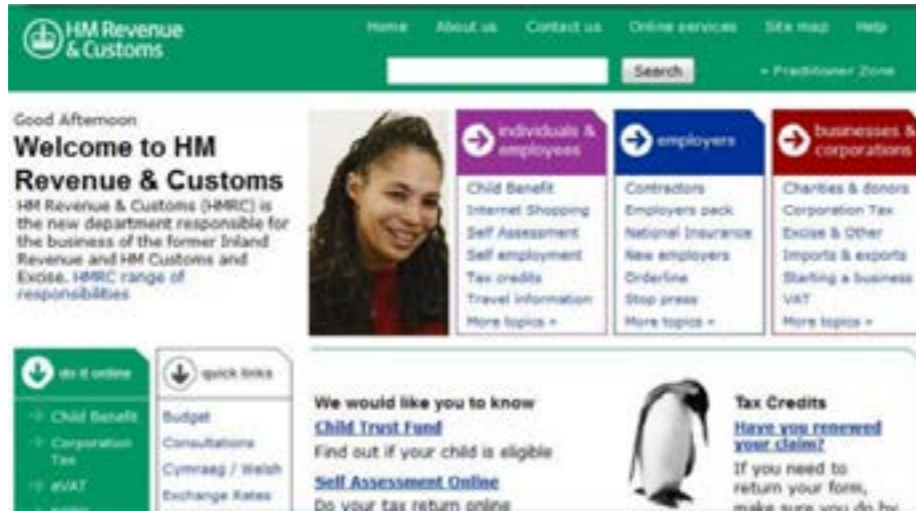 HM Revenue
& Customs
Home About us Contact us Online services Site map Help
Search
» Practitioner Zone
Good Afternoon
Welcome to HM
Revenue & Customs
HM Revenue & Customs (HMRC) is
the new department responsible for
the business of the former Inland
Revenue and HM Customs and
Excise. HMRC range of
responsibilities
individuals &
employees
Child Benefit
Internet Shopping
Self Assessment
Self employment
Tax credits
Travel information
More topics »
employers
Contractors
Employers pack
National Insurance
New employers
Orderline
Stop press
More topics »
businesses &
corporations
Charities & donors
Corporation Tax
Excise & Other
Imports & exports
Starting a business
VAT
More topics »
do it online
Child Benefit
Corporation
Tax
eVAT
quick links
Budget
Consultations
Cymraeg / Welsh
Exchange Rates
We would like you to know
Child Trust Fund
Find out if your child is eligible
Self Assessment Online
Do your tax return online
Tax Credits
Have you renewed
your claim?
If you need to
return your form,
make sure you do by